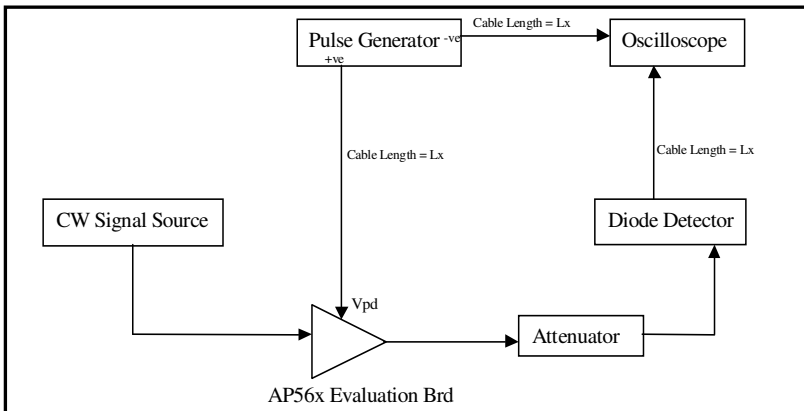 Pulse Generator -ve
+ve
Cable Length = Lx
Oscilloscope
Cable Length = Lx
Cable Length = Lx
CW Signal Source
Diode Detector
Vpd
Attenuator
AP56x Evaluation Brd